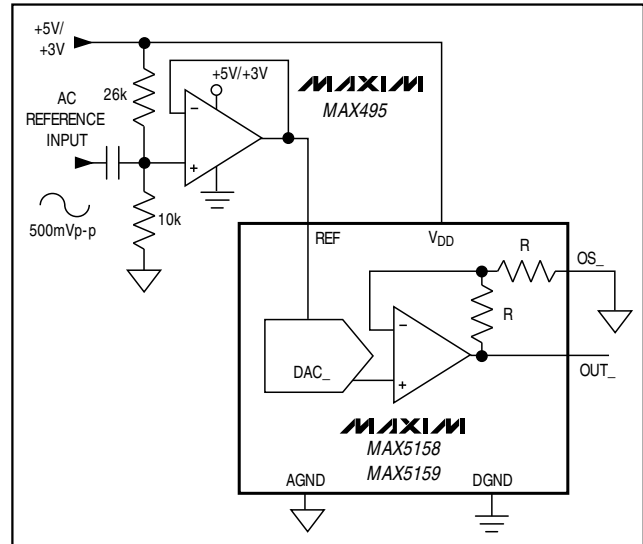 +5V/
+3V
26k
+5V/+3V
MAXIM
MAX495
AC
REFERENCE
INPUT
−
+
10k
500mVp-p
REF
VDD
R
OS_
R
−
+
DAC_
OUT_
MAXIM
MAX5158
MAX5159
AGND
DGND